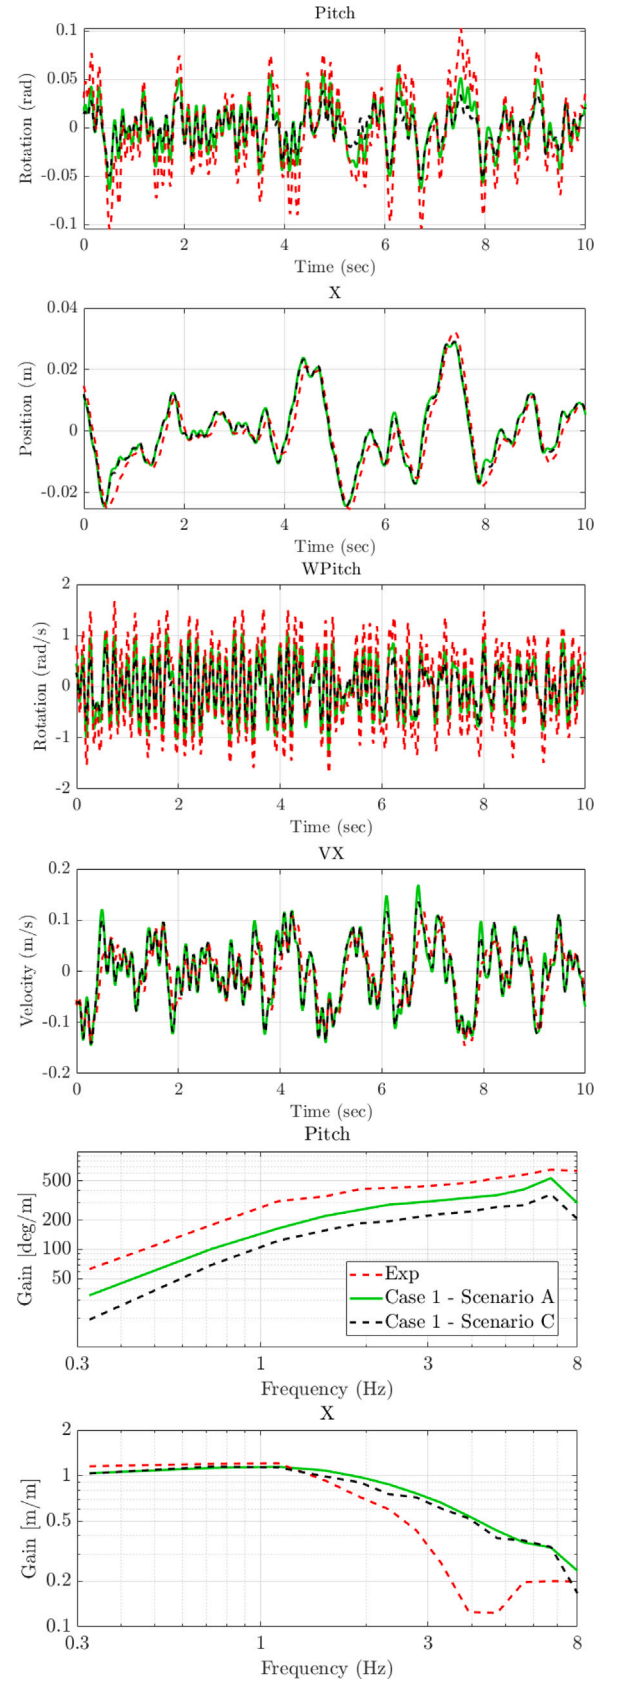 Pitch
0.1
0.05
0
-0.05
-0.1
Rotation (rad)
0 2 4 6 8 10
Time (sec)
X
0.04
0.02
0
-0.02
Position (m)
0 2 4 6 8 10
Time (sec)
WPitch
2
1
0
-1
-2
Rotation (rad/s)
0 2 4 6 8 10
Time (sec)
VX
0.2
0.1
0
-0.1
-0.2
Velocity (m/s)
0 2 4 6 8 10
Time (sec)
Pitch
500
200
100
50
Gain [deg/m]
Exp
Case 1 - Scenario A
Case 1 - Scenario C
0.3 1 3 8
Frequency (Hz)
X
2
1
0.5
0.2
0.1
Gain [m/m]
0.3 1 3 8
Frequency (Hz)